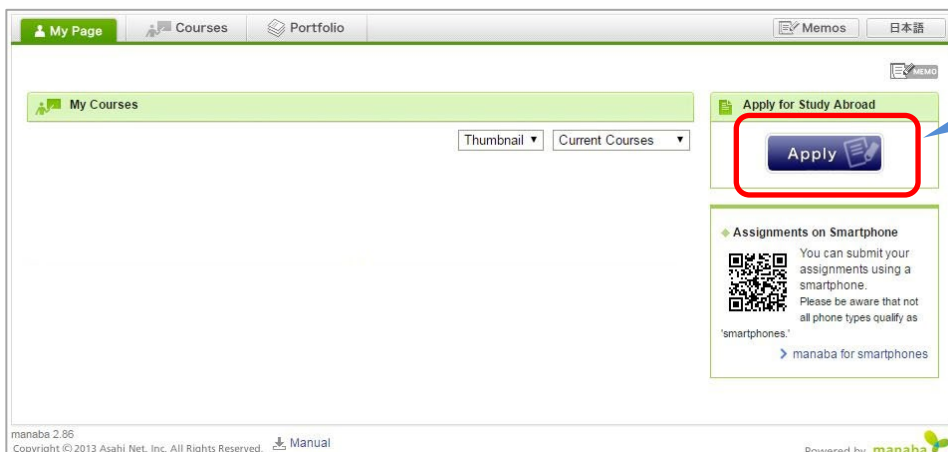 My Page
Courses
Portfolio
Memos
日本語
MEMO
My Courses
Thumbnail
Current Courses
Apply for Study Abroad
Apply
Assignments on Smartphone
You can submit your
assignments using a
smartphone.
Please be aware that not
all phone types qualify as
'smartphones.'
manaba for smartphones
manaba 2.86
Copyright © 2013 Asahi Net, Inc. All Rights Reserved.
Manual
Powered by manaba